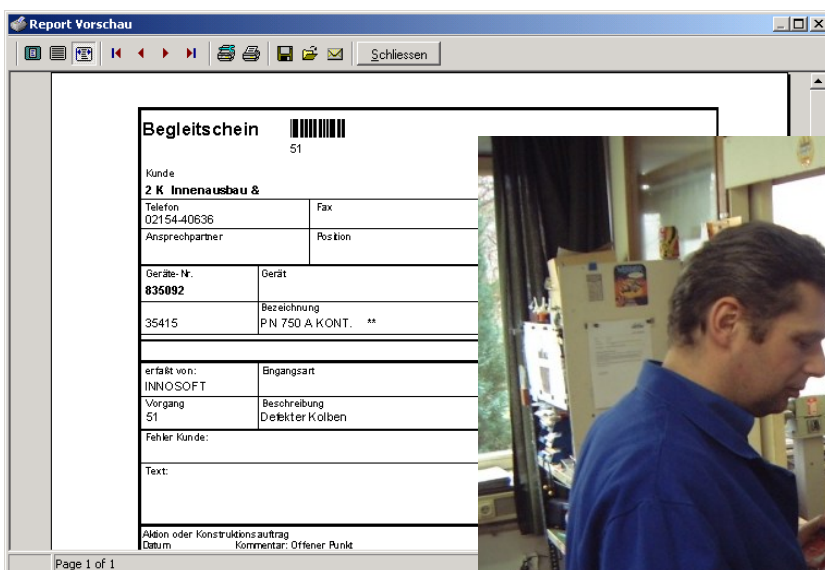 Report Vorschau
Schliessen
Begleitschein
51
Kunde
2 K Innenausbau &
Telefon
Fax
02154-40636
Ansprechpartner
Position
Geräte-Nr.
Gerät
835092
Bezeichnung
35415
PN 750 A KONT. **
erfaßt von:
Eingangsart
INNOSOFT
Vorgang
Beschreibung
51
Defekter Kolben
Fehler Kunde:
Text:
Aktion oder Konstruktionsauftrag
Datum
Kommentar: Offener Punkt
Page 1 of 1